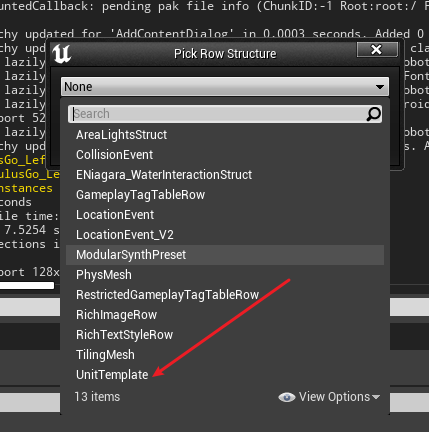 untedCallback: pending pak file info (ChunkID:-1 Root:root:/
chy updated for 'AddContentDialog' in 0.0003 seconds. Added 0
Pick Row Structure
None
Search
AreaLightsStruct
CollisionEvent
ENiagara_WaterInteractionStruct
GameplayTagTableRow
LocationEvent
LocationEvent_V2
ModularSynthPreset
PhysMesh
RestrictedGameplayTagTableRow
RichImageRow
RichTextStyleRow
TilingMesh
UnitTemplate
13 items
View Options
chy upd
lazily
lazily
lazily
lazily
port 52
lazily
chy upd
sGo_Lef
ulusGo_Le
nstances
conds
ile time:
7.5254 s
ections i
port 128x